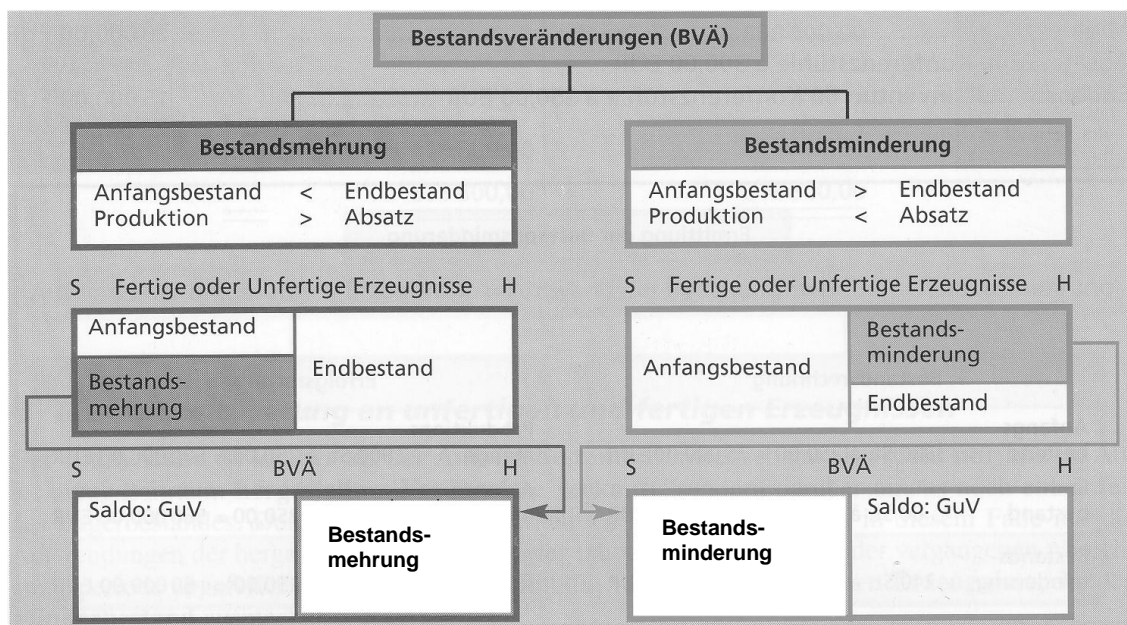 Bestandsveränderungen (BVÄ)
Bestandsmehrung
Anfangsbestand < Endbestand
Produktion > Absatz
S Fertige oder Unfertige Erzeugnisse H
Anfangsbestand
Bestands-
mehrung
Endbestand
S BVÄ H
Saldo: GuV
Bestands-
mehrung
Bestandsminderung
Anfangsbestand > Endbestand
Produktion < Absatz
S Fertige oder Unfertige Erzeugnisse H
Anfangsbestand
Bestands-
minderung
Endbestand
S BVÄ H
Bestands-
minderung
Saldo: GuV